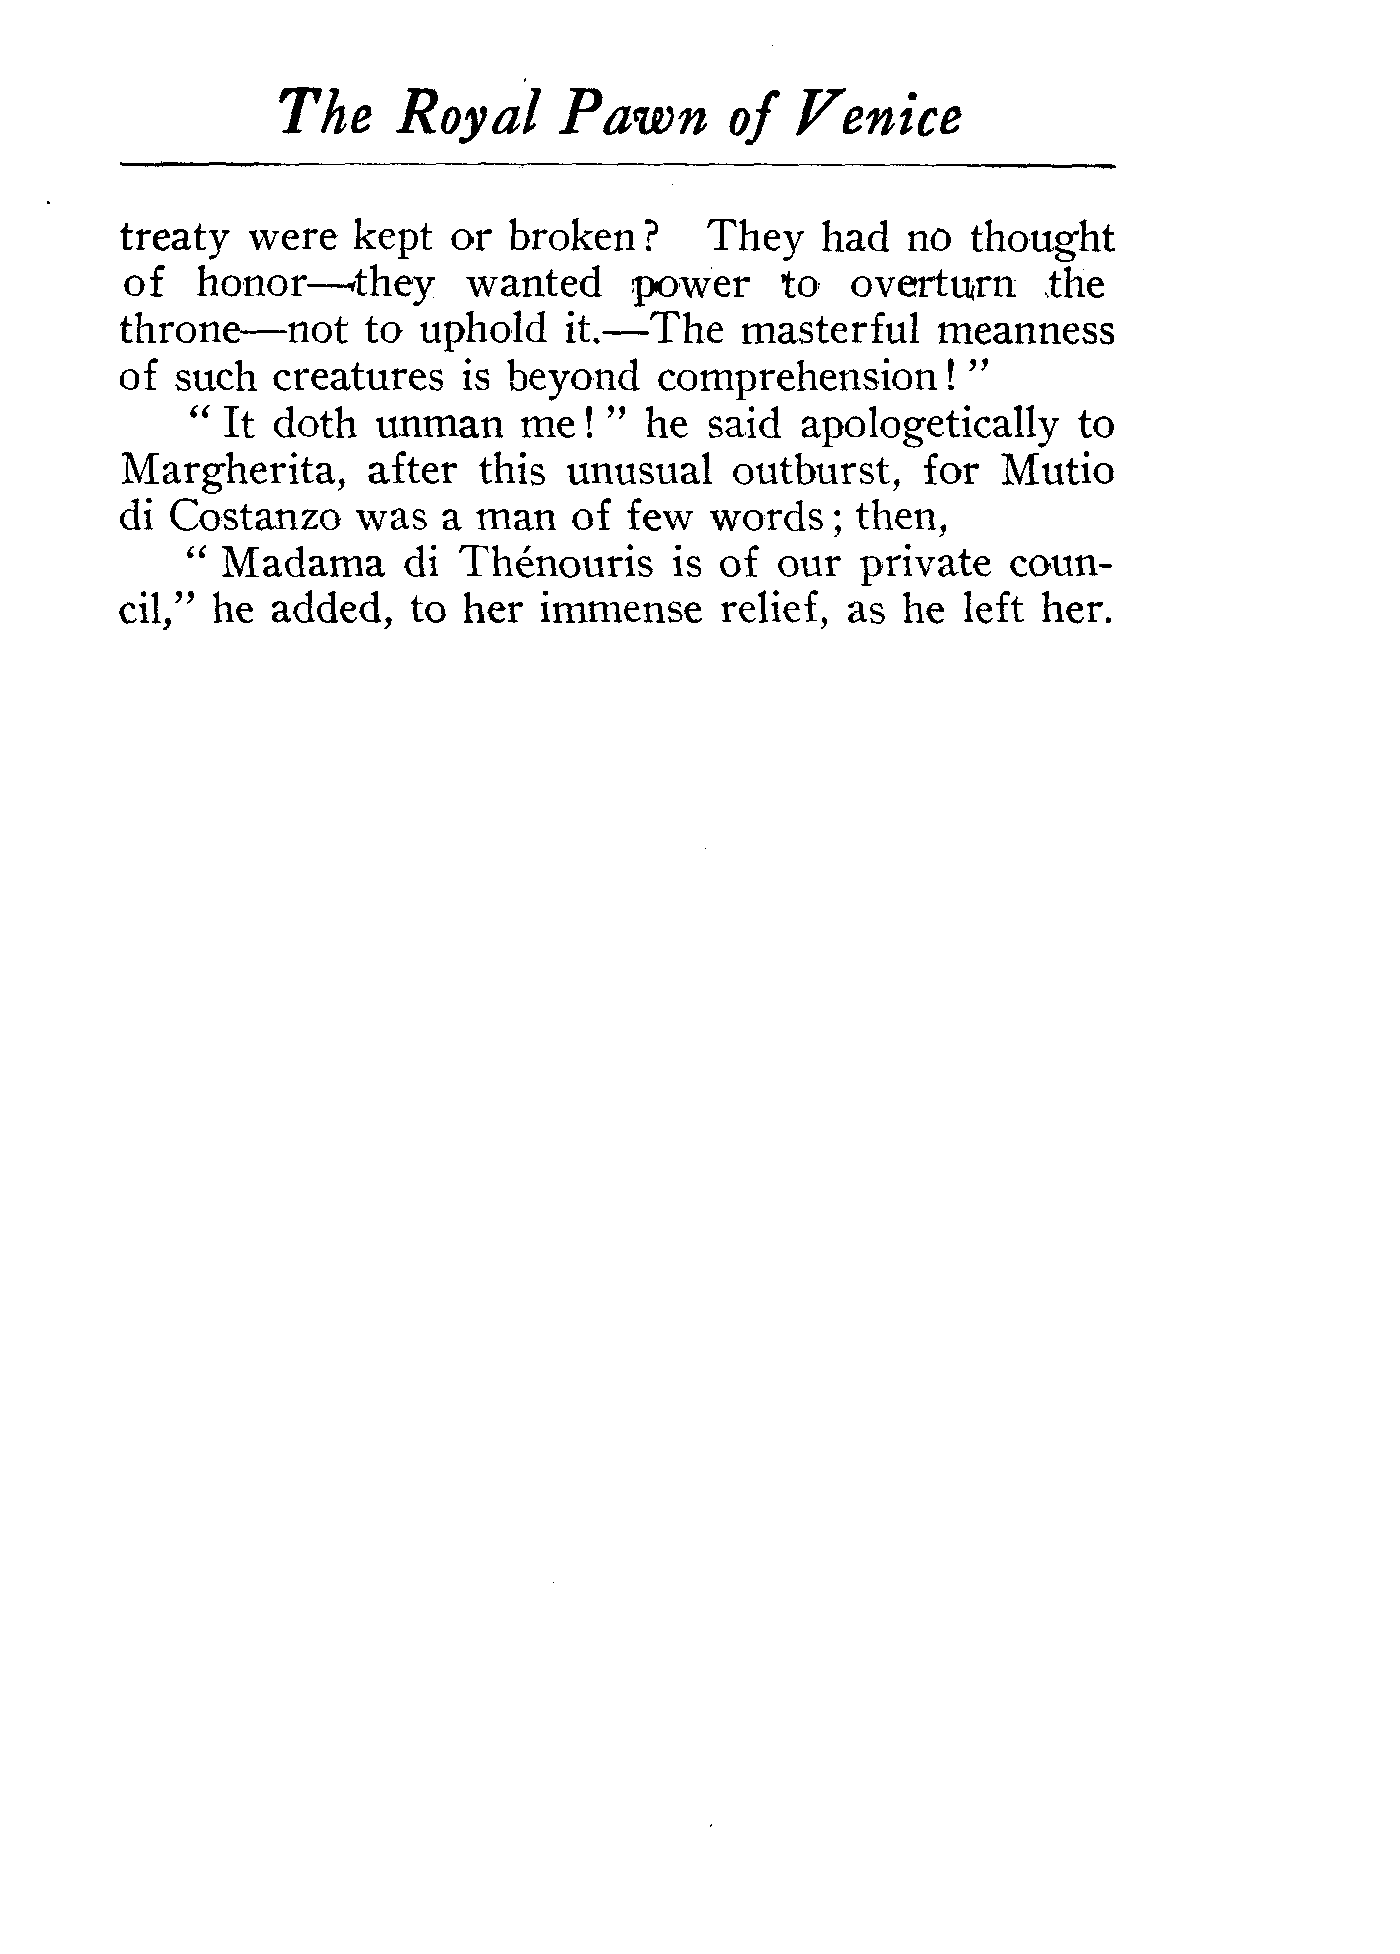 The Royal Pawn of Venice
treaty were kept or broken? They had no thought
of honor—they wanted power to overturn the
throne—not to uphold it.—The masterful meanness
of such creatures is beyond comprehension!"
"It doth unman me!" he said apologetically to
Margherita, after this unusual outburst, for Mutio
di Costanzo was a man of few words; then,
"Madama di Thénouris is of our private coun-
cil," he added, to her immense relief, as he left her.